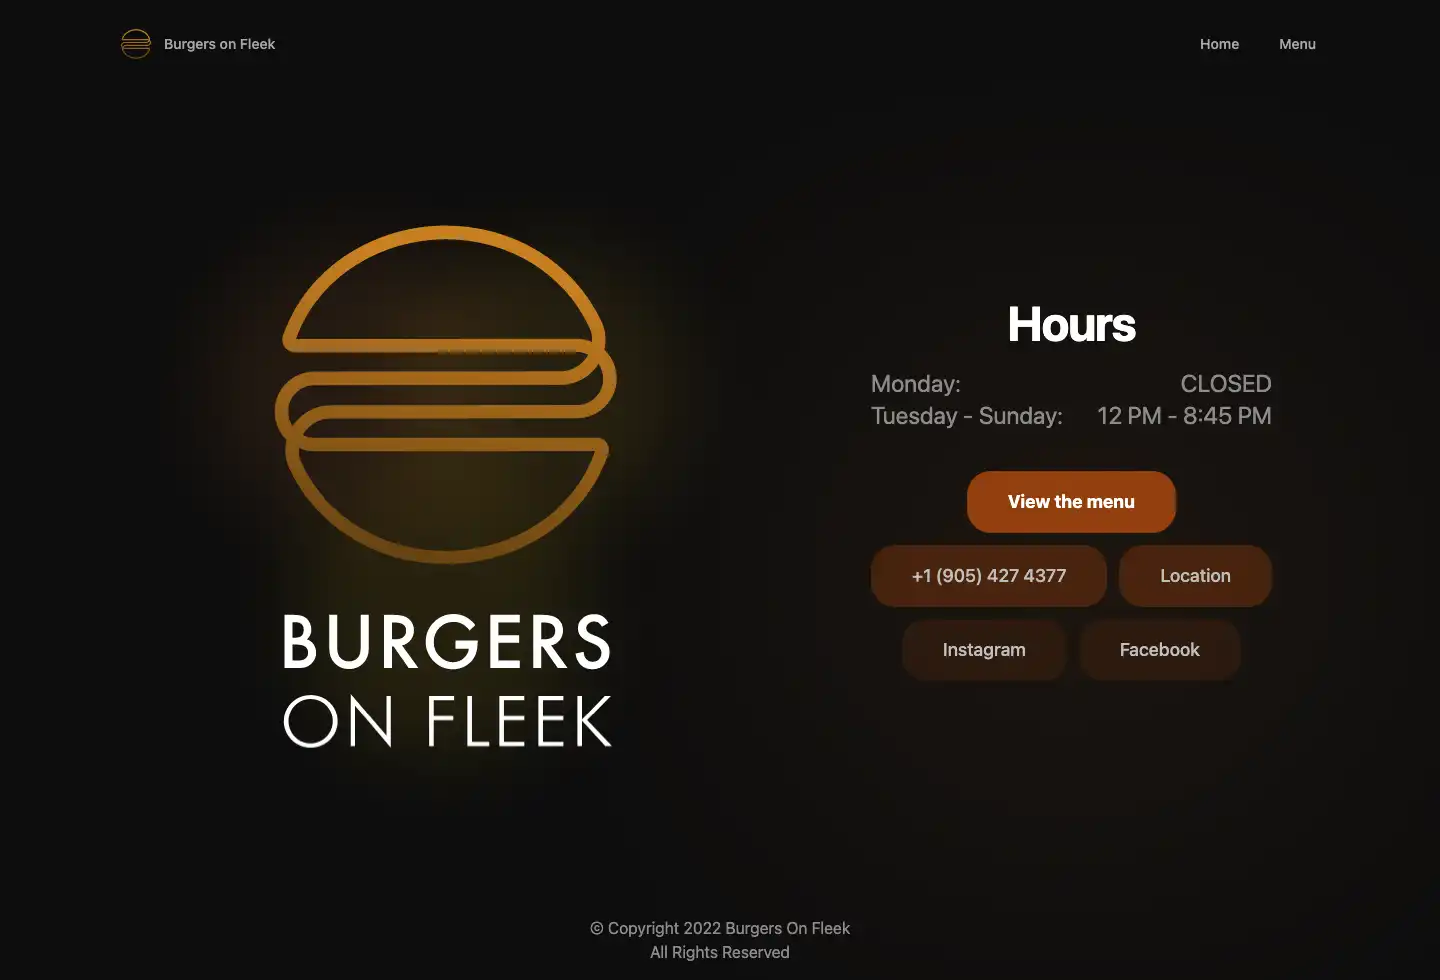 Burgers on Fleek
Home
Menu
BURGERS
ON FLEEK
Hours
Monday: CLOSED
Tuesday - Sunday: 12 PM - 8:45 PM
View the menu
+1 (905) 427 4377
Location
Instagram
Facebook
© Copyright 2022 Burgers On Fleek
All Rights Reserved